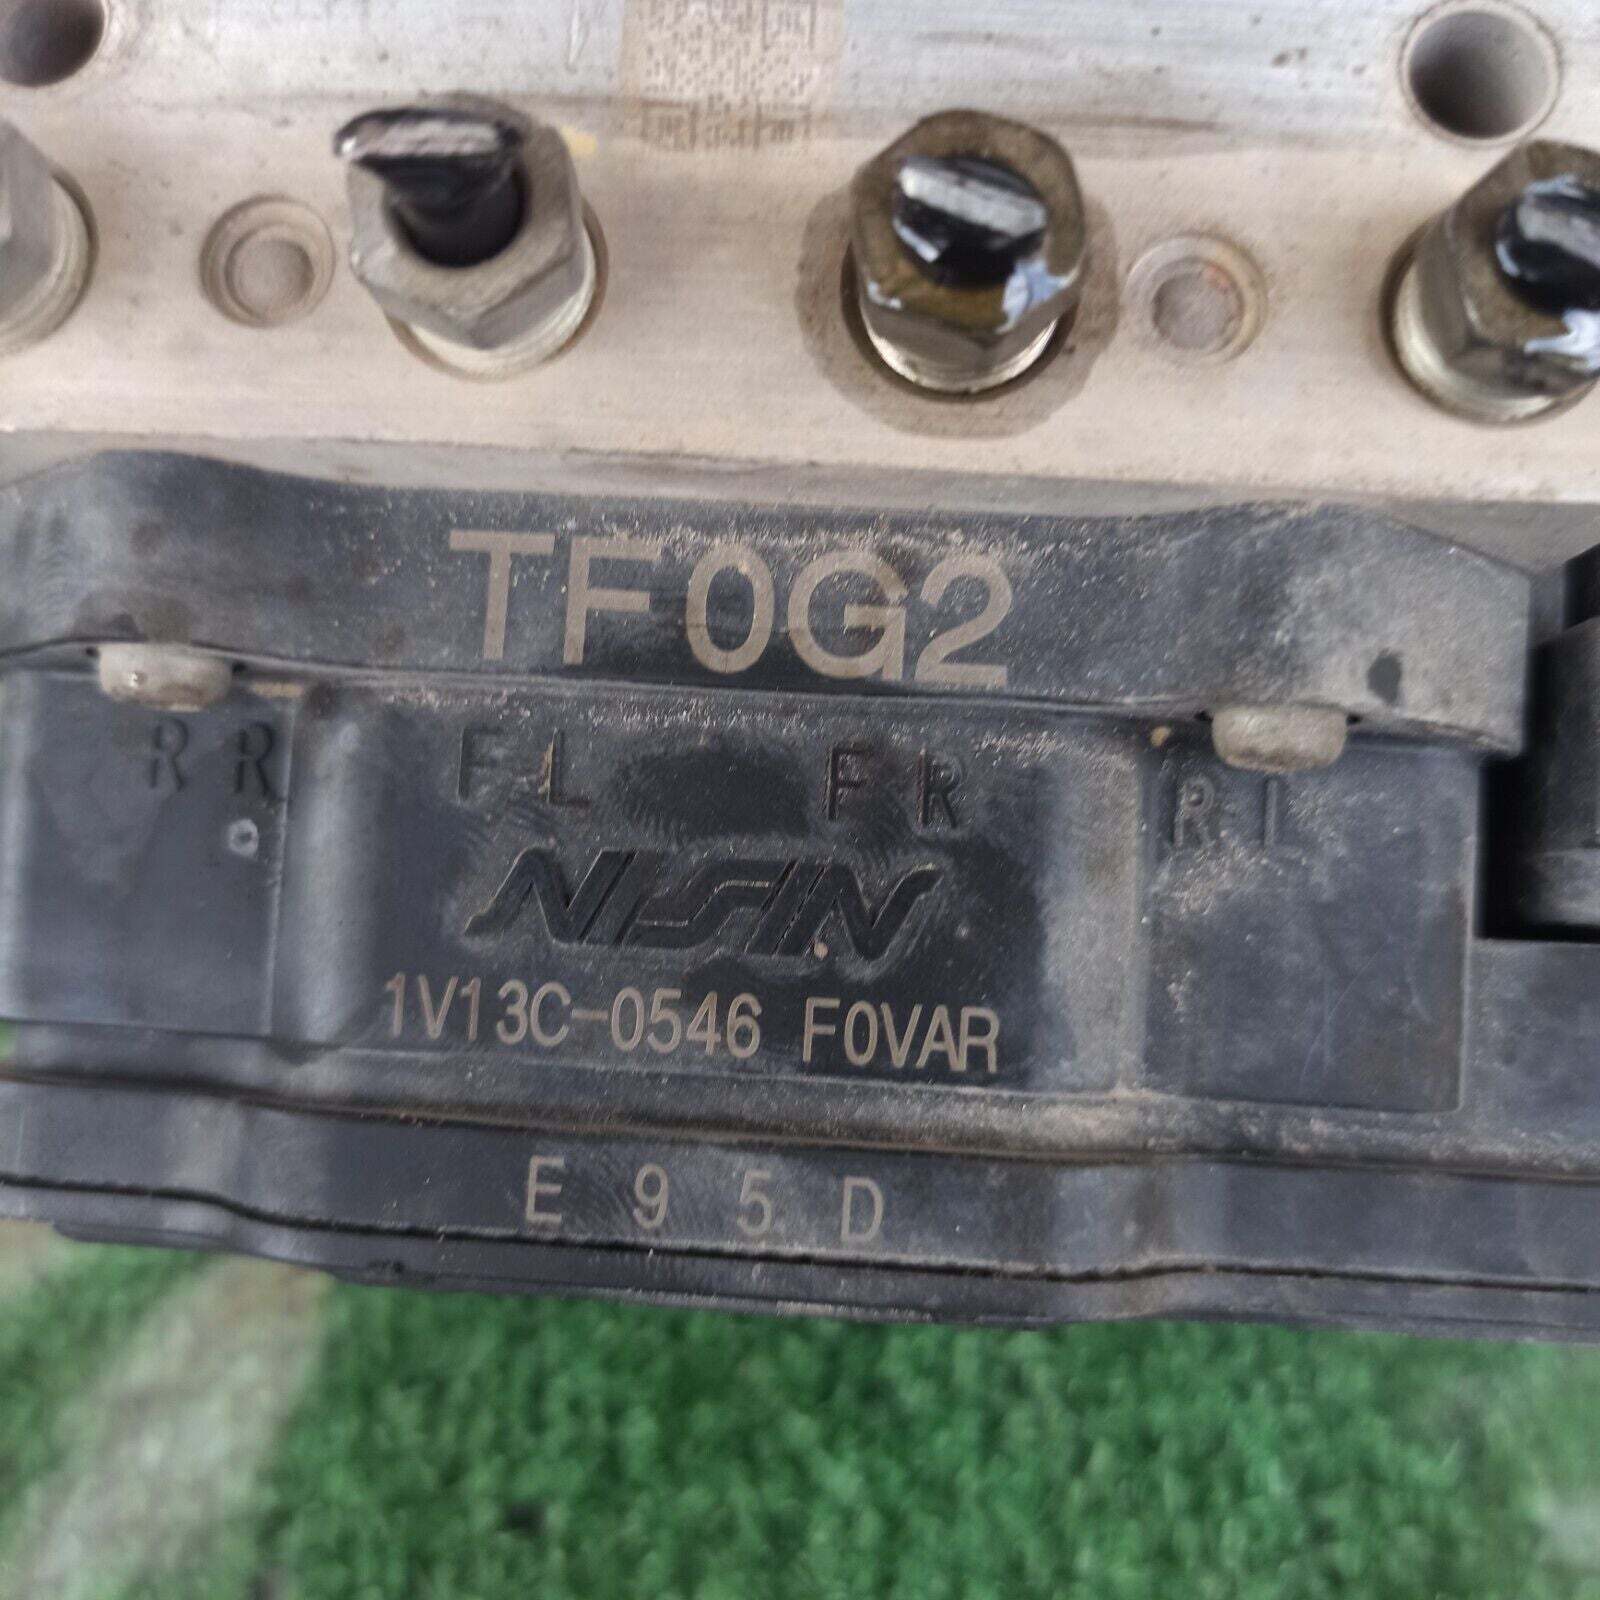 TF0G2
RR FL FR RL
NISSIN
1V13C-0546 F0VAR
E95D